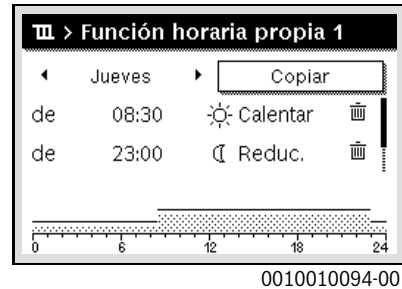 > Función horaria propia 1
Jueves Copiar
de 08:30 Calentar
de 23:00 Reduc.
0 6 12 18 24
0010010094-00